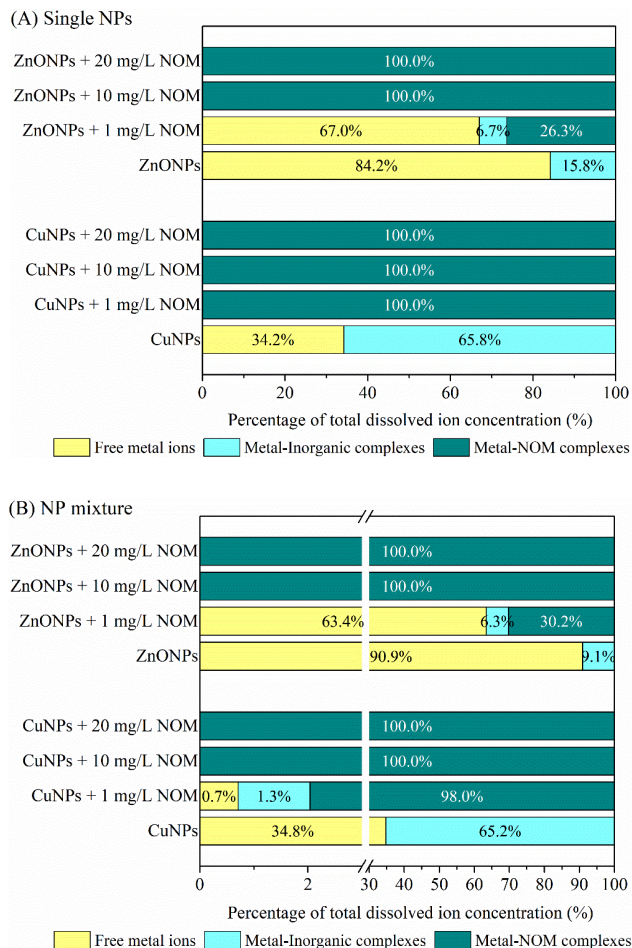 (A) Single NPs
ZnONPs + 20 mg/L NOM
100.0%
ZnONPs + 10 mg/L NOM
100.0%
ZnONPs + 1 mg/L NOM
67.0%
6.7%
26.3%
ZnONPs
84.2%
15.8%
CuNPs + 20 mg/L NOM
100.0%
CuNPs + 10 mg/L NOM
100.0%
CuNPs + 1 mg/L NOM
100.0%
CuNPs
34.2%
65.8%
0 20 40 60 80 100
Percentage of total dissolved ion concentration (%)
Free metal ions Metal-Inorganic complexes Metal-NOM complexes
(B) NP mixture
ZnONPs + 20 mg/L NOM
100.0%
ZnONPs + 10 mg/L NOM
100.0%
ZnONPs + 1 mg/L NOM
63.4%
6.3%
30.2%
ZnONPs
90.9%
9.1%
CuNPs + 20 mg/L NOM
100.0%
CuNPs + 10 mg/L NOM
100.0%
CuNPs + 1 mg/L NOM
0.7%
1.3%
98.0%
CuNPs
34.8%
65.2%
0 2 30 40 50 60 70 80 90 100
Percentage of total dissolved ion concentration (%)
Free metal ions Metal-Inorganic complexes Metal-NOM complexes